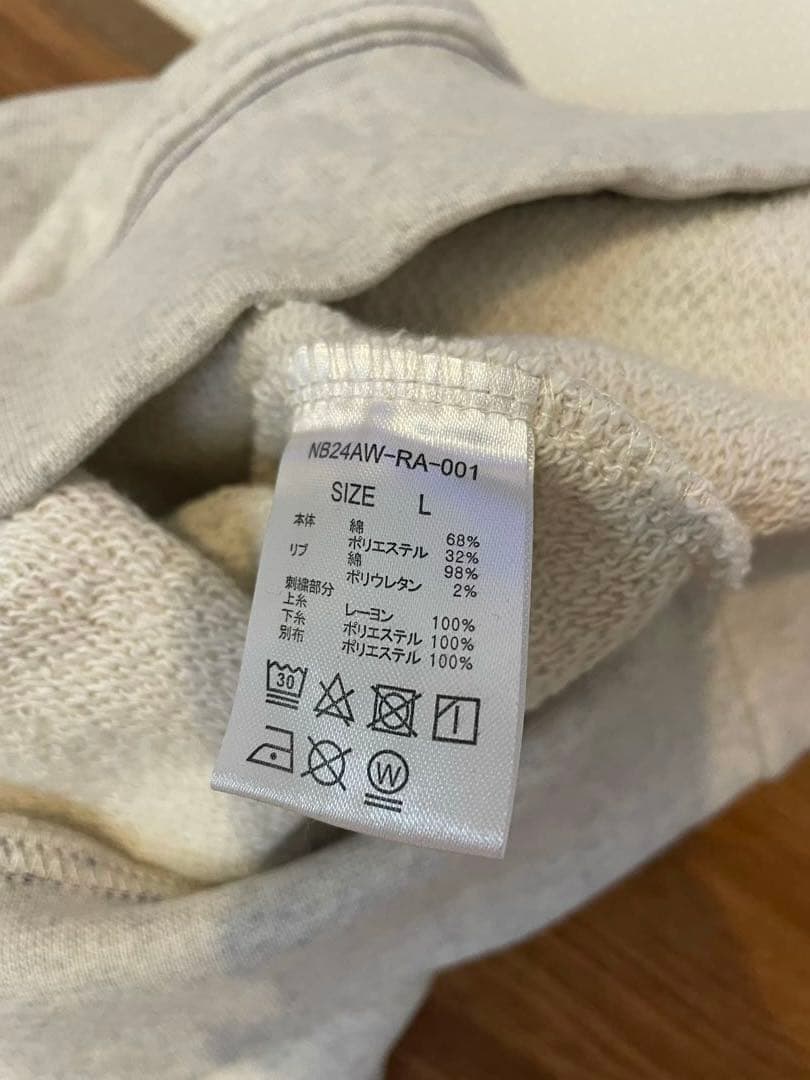 NB24AW-RA-001
SIZE L
本体 綿 68%
ポリエステル 32%
リブ 綿 98%
ポリウレタン 2%
刺繍部分
上糸 レーヨン 100%
下糸 ポリエステル 100%
別布 ポリエステル 100%
30
W